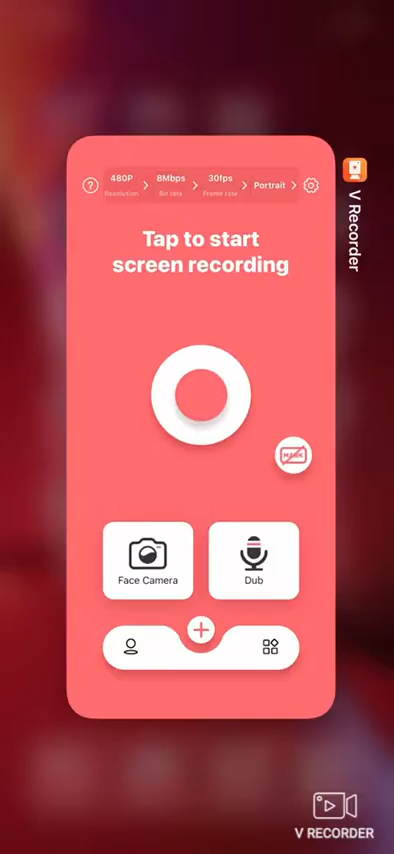 ?
480P
Resolution
8Mbps
Bit rate
30fps
Frame rate
Portrait
V Recorder
Tap to start
screen recording
MARK
Face Camera
Dub
V RECORDER